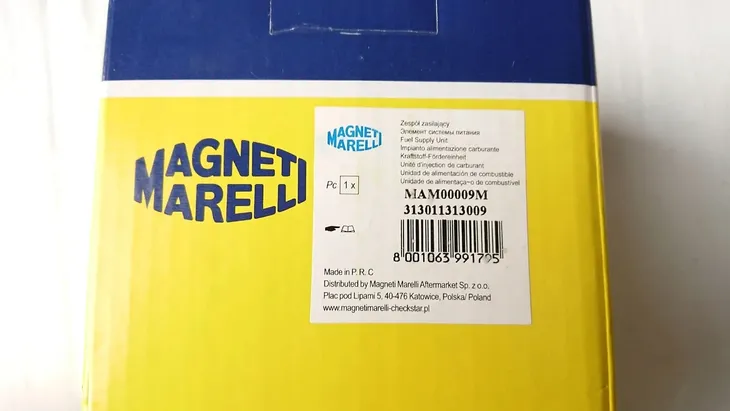 MAGNETI
MARELLI
MAGNETI
MARELLI
Zespół zasilający
Элемент системы питания
Fuel Supply Unit
Impianto alimentazione carburante
Kraftstoff-Fördereinheit
Unité d'injection de carburant
Unidad de alimentación de combustible
Unidade de alimentaça~o de combustível
Pc 1 x
MAM00009M
313011313009
8 001063 991795
Made in P. R. C
Distributed by Magneti Marelli Aftermarket Sp. z o.o.
Plac pod Lipami 5, 40-476 Katowice, Polska/ Poland
www.magnetimarelli-checkstar.pl